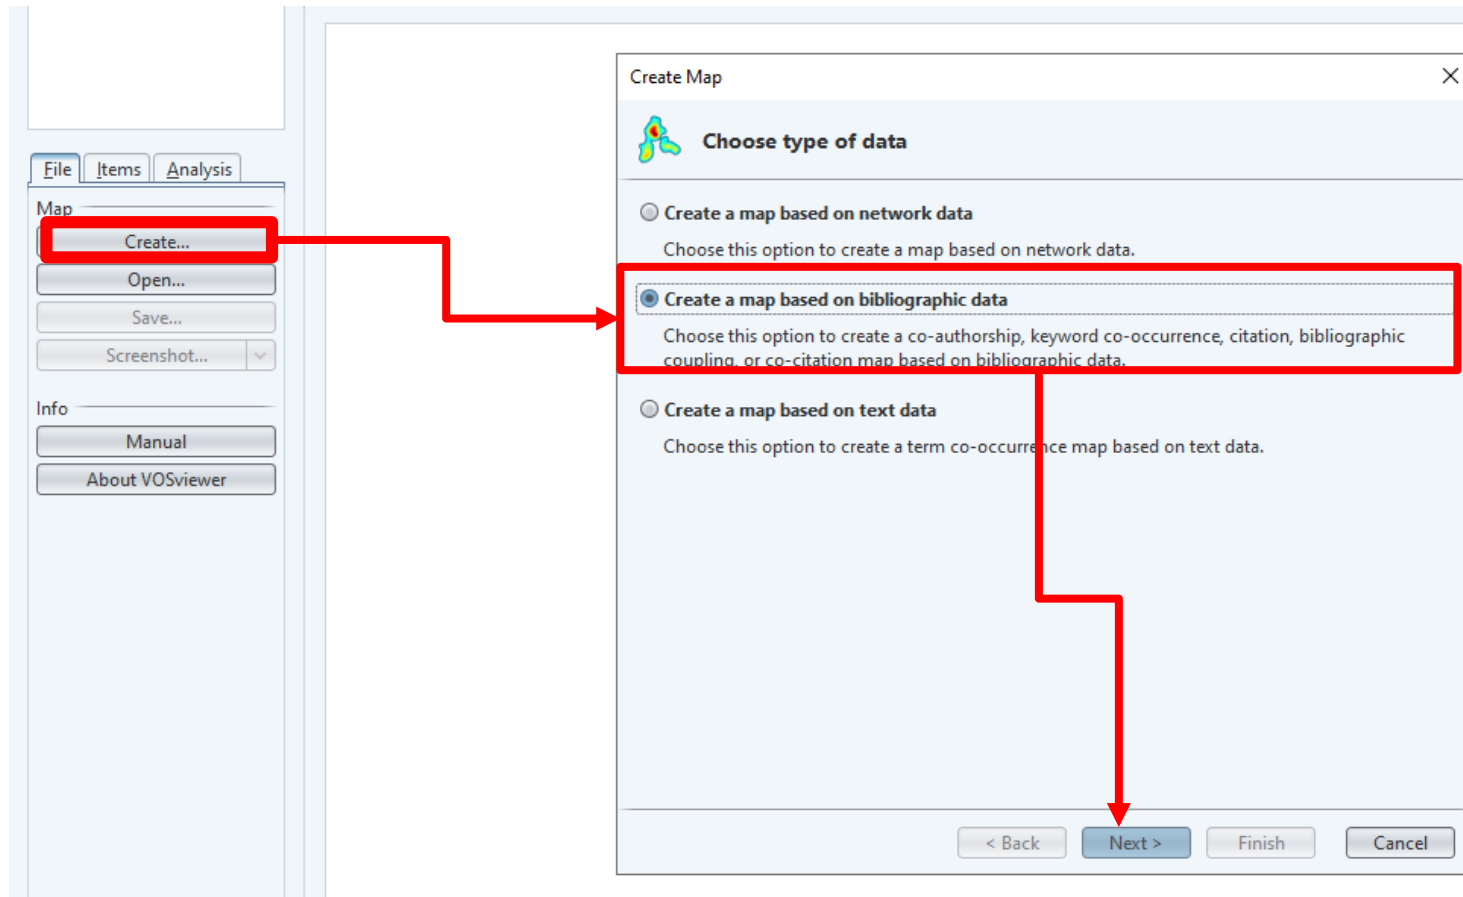 File Items Analysis
Map
Create...
Open...
Save...
Screenshot...
Info
Manual
About VOSviewer
Create Map
Choose type of data
Create a map based on network data
Choose this option to create a map based on network data.
Create a map based on bibliographic data
Choose this option to create a co-authorship, keyword co-occurrence, citation, bibliographic
coupling, or co-citation map based on bibliographic data.
Create a map based on text data
Choose this option to create a term co-occurrence map based on text data.
< Back Next > Finish Cancel